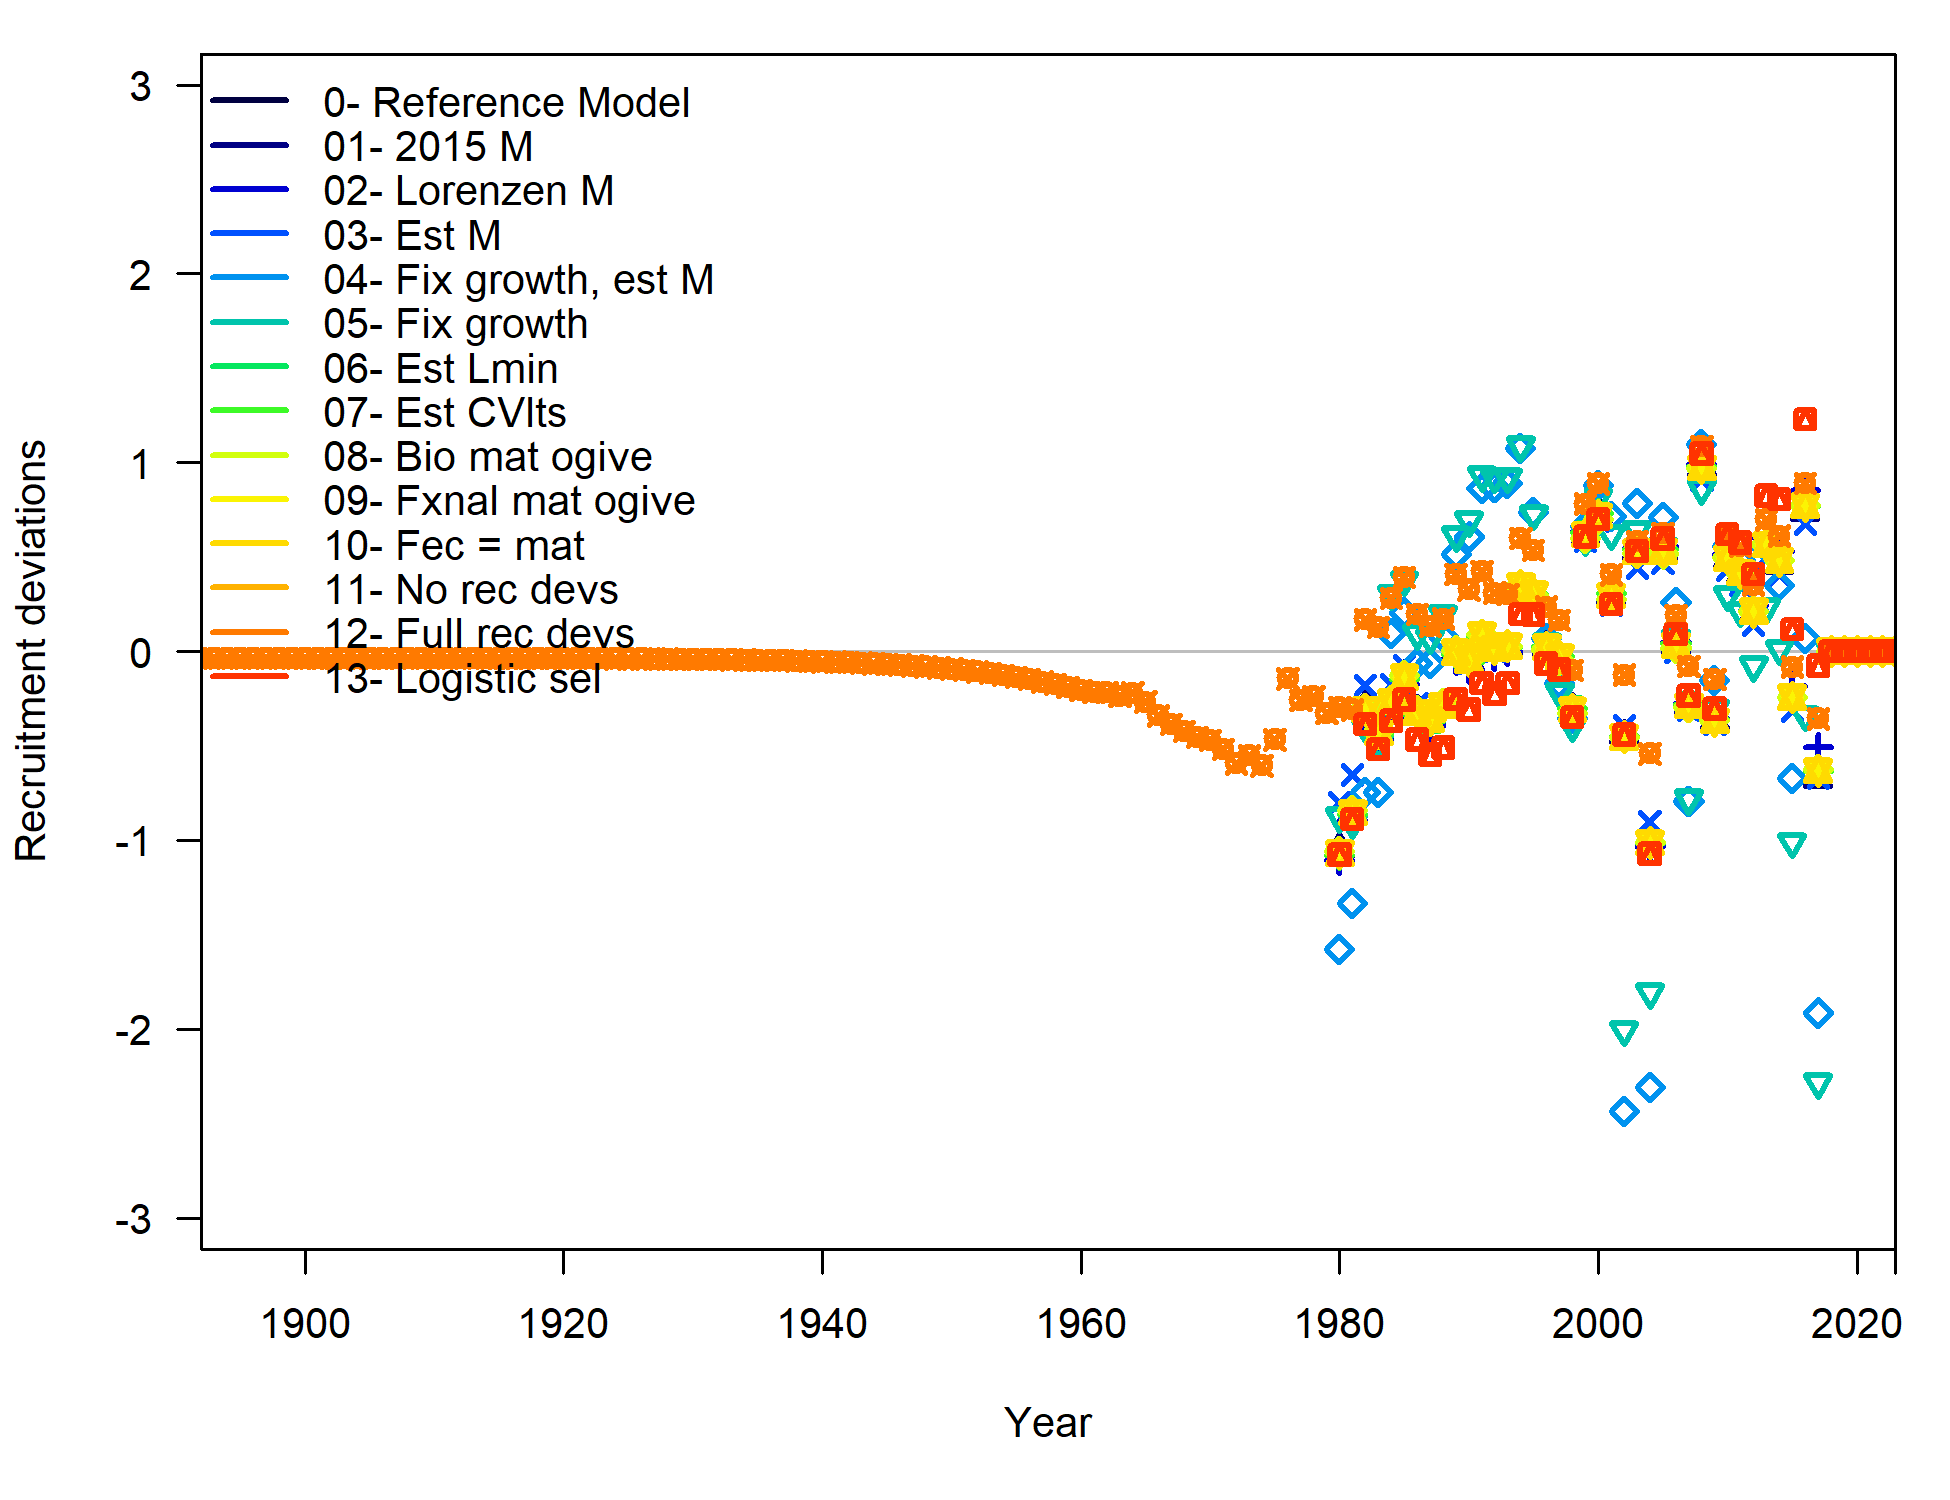 3
2
1
0
-1
-2
-3
Recruitment deviations
0- Reference Model
01- 2015 M
02- Lorenzen M
03- Est M
04- Fix growth, est M
05- Fix growth
06- Est Lmin
07- Est CVlts
08- Bio mat ogive
09- Fxnal mat ogive
10- Fec = mat
11- No rec devs
12- Full rec devs
13- Logistic sel
1900 1920 1940 1960 1980 2000 2020
Year